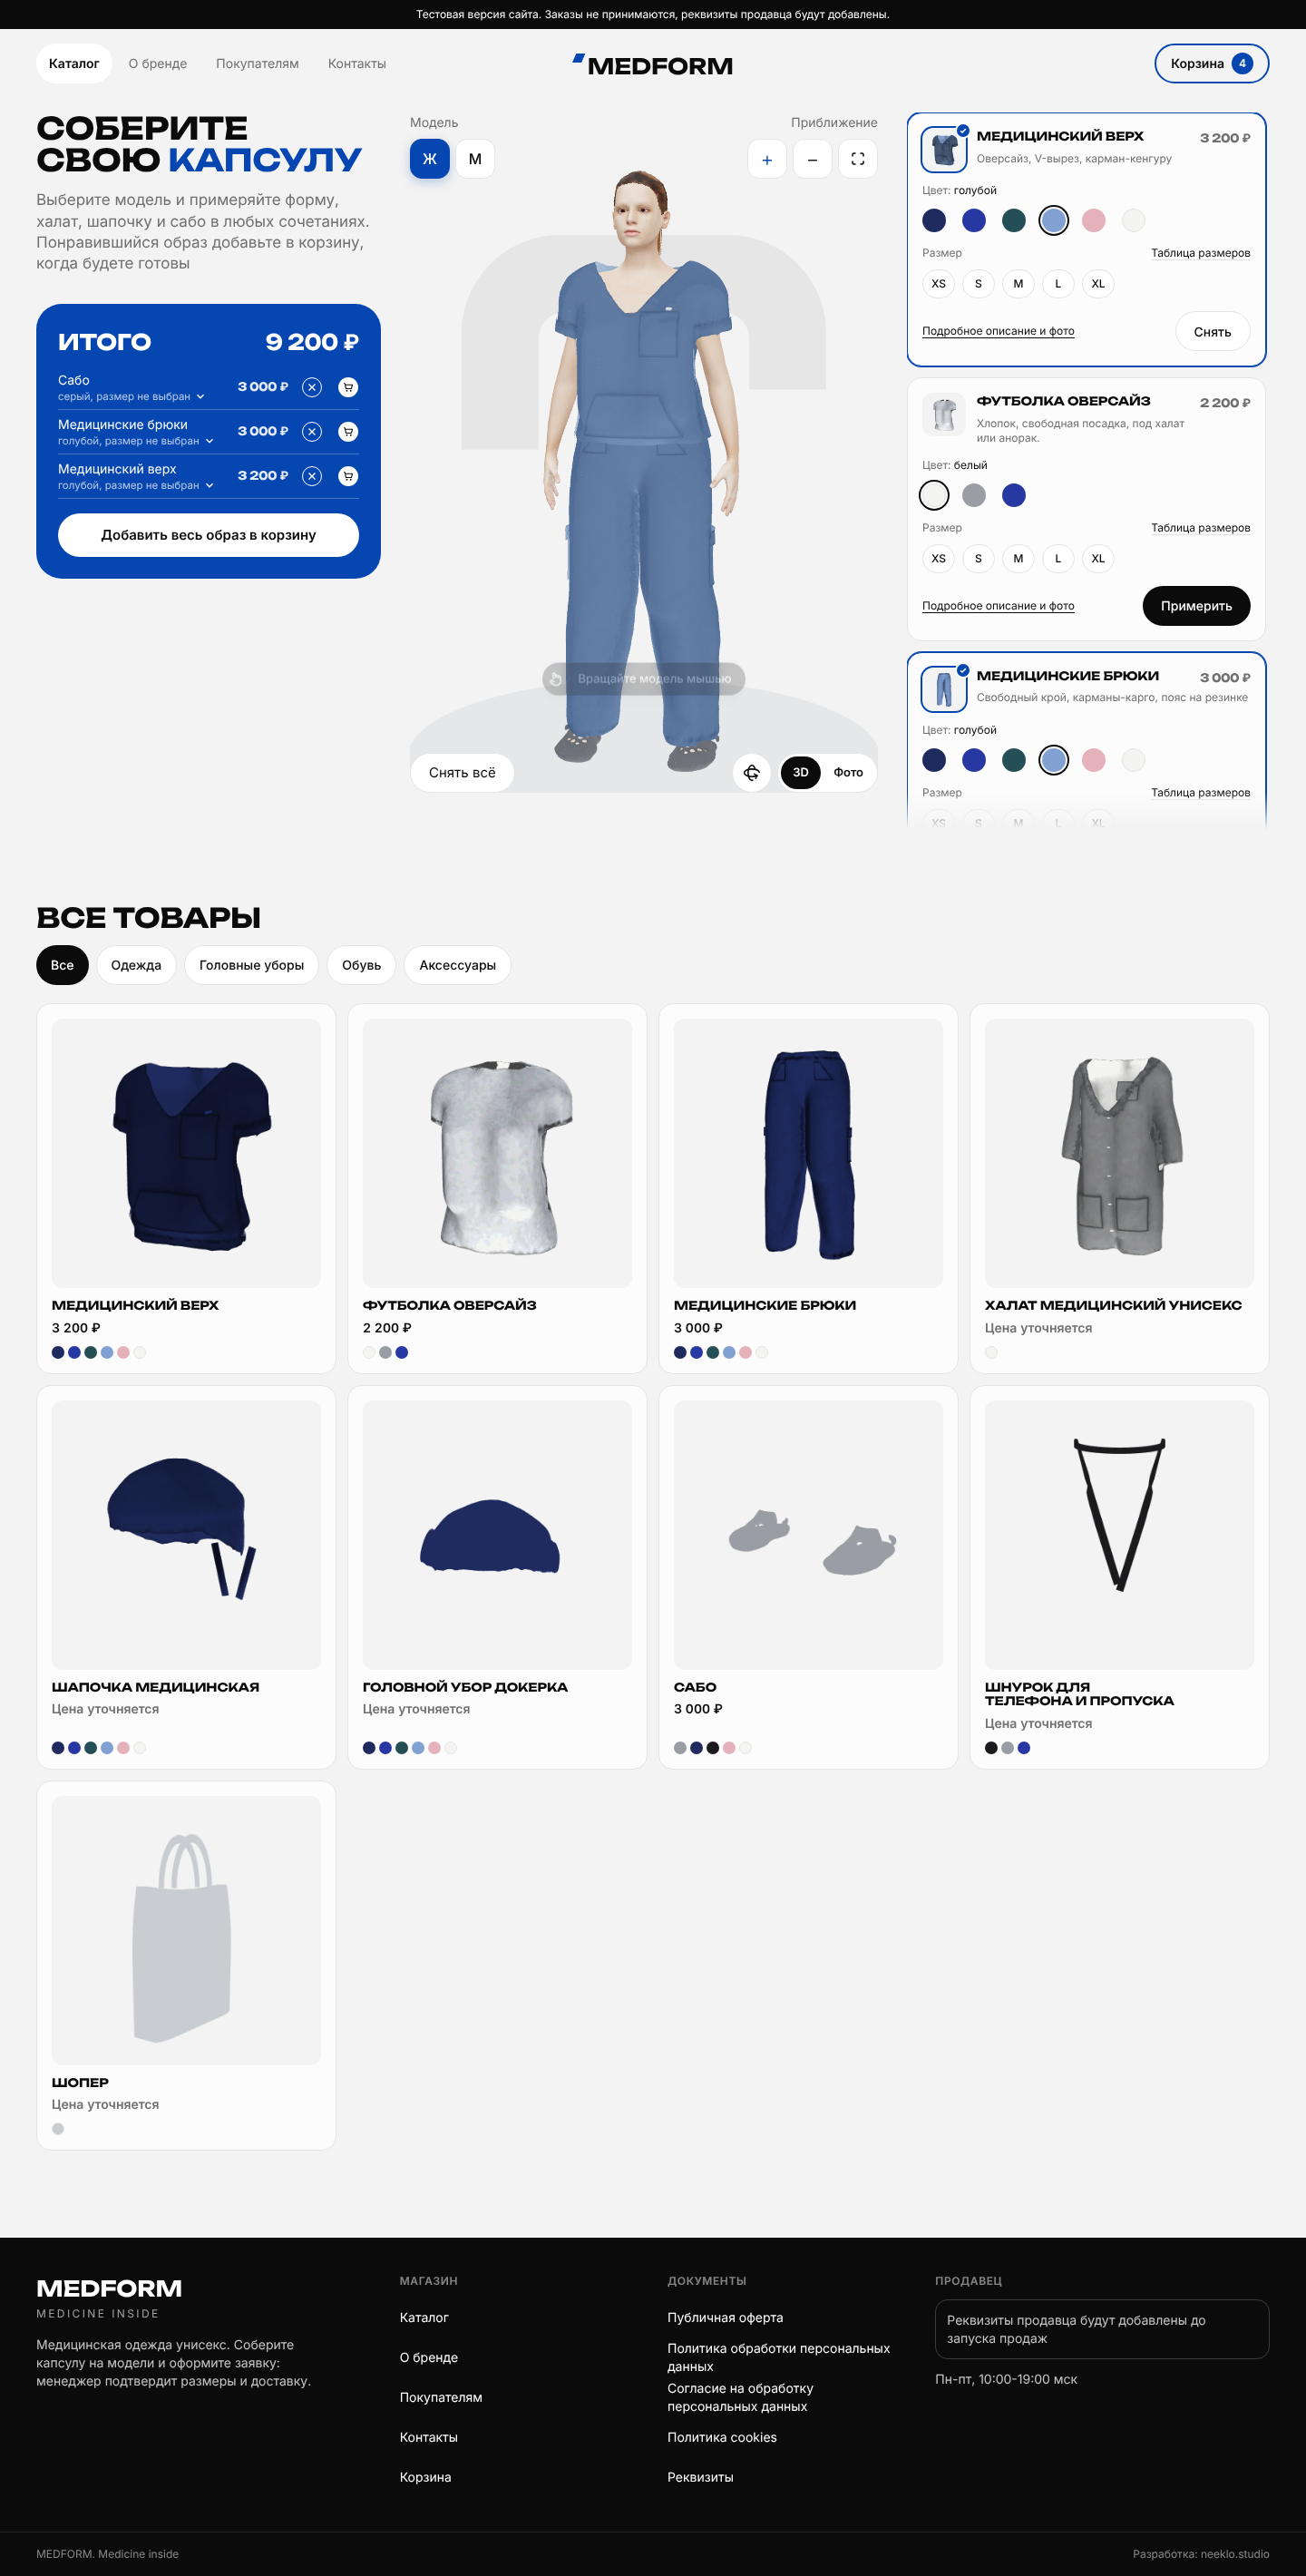 Тестовая версия сайта. Заказы не принимаются, реквизиты продавца будут добавлены.
Каталог
О бренде
Покупателям
Контакты
MEDFORM
Корзина 4
СОБЕРИТЕ
СВОЮ КАПСУЛУ
Выберите модель и примеряйте форму,
халат, шапочку и сабо в любых сочетаниях.
Понравившийся образ добавьте в корзину,
когда будете готовы
ИТОГО 9 200 ₽
Сабо
серый, размер не выбран
3 000 ₽
Медицинские брюки
голубой, размер не выбран
3 000 ₽
Медицинский верх
голубой, размер не выбран
3 200 ₽
Добавить весь образ в корзину
Модель
Ж
М
Приближение
+
−
Вращайте модель мышью
Снять всё
3D
Фото
МЕДИЦИНСКИЙ ВЕРХ
3 200 ₽
Оверсайз, V-вырез, карман-кенгуру
Цвет: голубой
Размер
Таблица размеров
XS S M L XL
Подробное описание и фото
Снять
ФУТБОЛКА ОВЕРСАЙЗ
2 200 ₽
Хлопок, свободная посадка, под халат
или анорак.
Цвет: белый
Размер
Таблица размеров
XS S M L XL
Подробное описание и фото
Примерить
МЕДИЦИНСКИЕ БРЮКИ
3 000 ₽
Свободный крой, карманы-карго, пояс на резинке
Цвет: голубой
Размер
Таблица размеров
XS S M L XL
ВСЕ ТОВАРЫ
Все
Одежда
Головные уборы
Обувь
Аксессуары
МЕДИЦИНСКИЙ ВЕРХ
3 200 ₽
ФУТБОЛКА ОВЕРСАЙЗ
2 200 ₽
МЕДИЦИНСКИЕ БРЮКИ
3 000 ₽
ХАЛАТ МЕДИЦИНСКИЙ УНИСЕКС
Цена уточняется
ШАПОЧКА МЕДИЦИНСКАЯ
Цена уточняется
ГОЛОВНОЙ УБОР ДОКЕРКА
Цена уточняется
САБО
3 000 ₽
ШНУРОК ДЛЯ
ТЕЛЕФОНА И ПРОПУСКА
Цена уточняется
ШОПЕР
Цена уточняется
MEDFORM
MEDICINE INSIDE
Медицинская одежда унисекс. Соберите
капсулу на модели и оформите заявку:
менеджер подтвердит размеры и доставку.
МАГАЗИН
Каталог
О бренде
Покупателям
Контакты
Корзина
ДОКУМЕНТЫ
Публичная оферта
Политика обработки персональных
данных
Согласие на обработку
персональных данных
Политика cookies
Реквизиты
ПРОДАВЕЦ
Реквизиты продавца будут добавлены до
запуска продаж
Пн-пт, 10:00-19:00 мск
MEDFORM. Medicine inside
Разработка: neeklo.studio